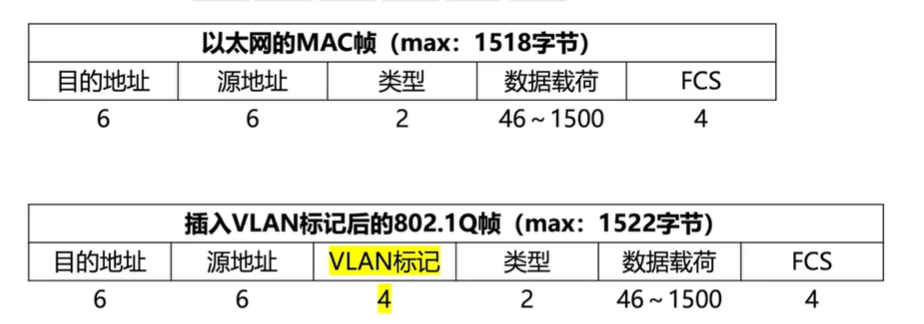 以太网的MAC帧（max：1518字节）
目的地址 源地址 类型 数据载荷 FCS
6 6 2 46～1500 4
插入VLAN标记后的802.1Q帧（max：1522字节）
目的地址 源地址 VLAN标记 类型 数据载荷 FCS
6 6 4 2 46～1500 4